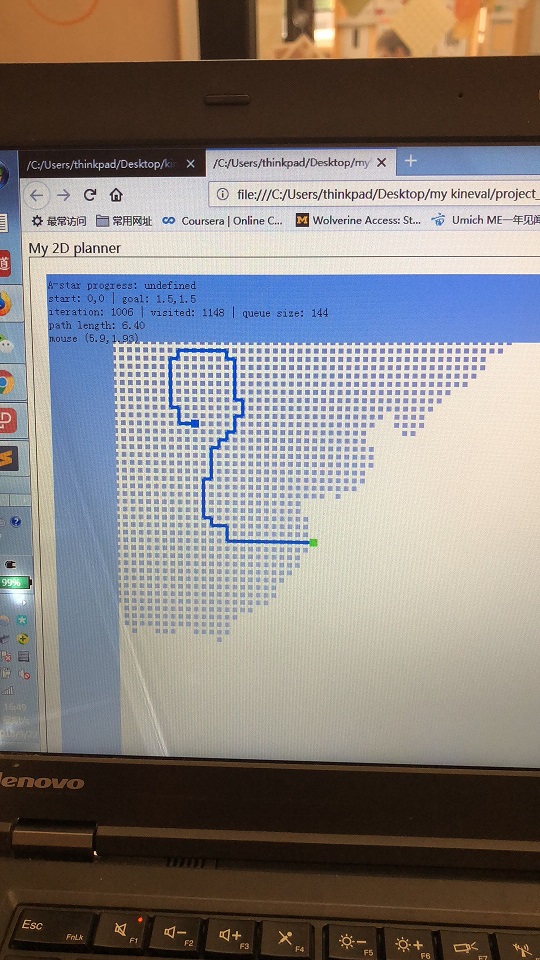 /C:/Users/thinkpad/Desktop/ki
/C:/Users/thinkpad/Desktop/my
file:///C:/Users/thinkpad/Desktop/my kineval/project_
最常访问 常用网址 Coursera | Online C... Wolverine Access: St... Umich ME一年见闻
My 2D planner
A-star progress: undefined
start: 0,0 | goal: 1.5,1.5
iteration: 1006 | visited: 1148 | queue size: 144
path length: 6.40
mouse (5.9,1.93)
99%
lenovo
Esc FnLk F1 F2 F3 F4 F5 F6 F7